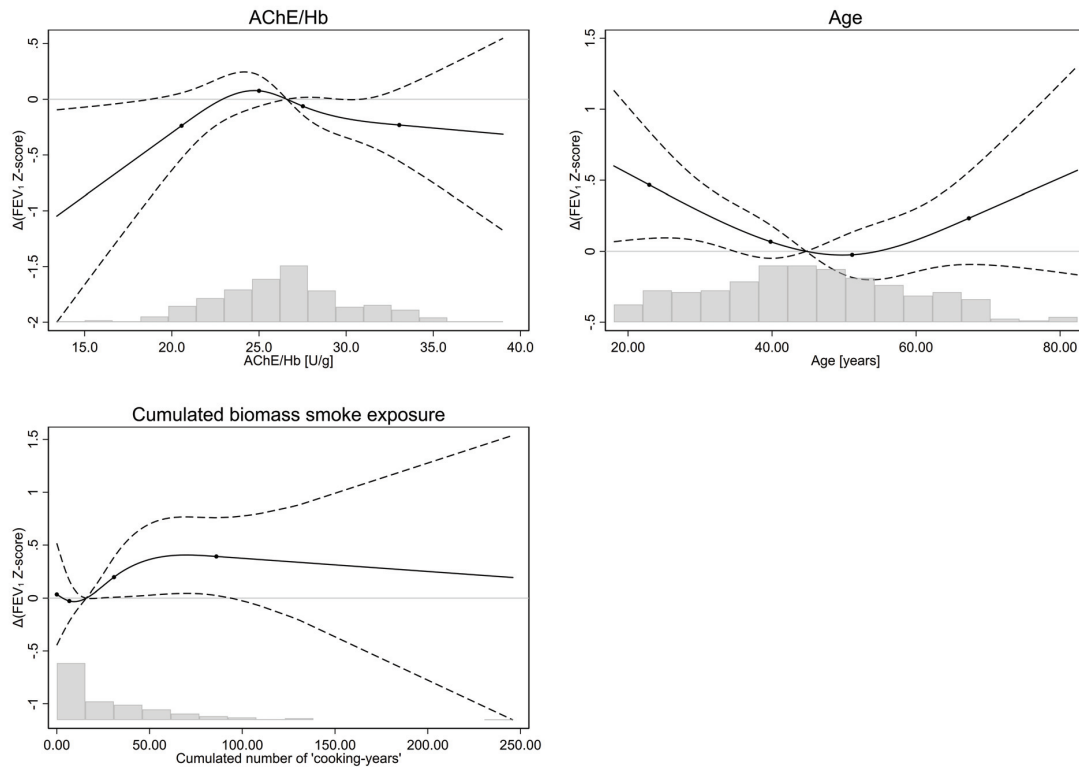 AChE/Hb
Δ(FEV₁, Z-score)
.5
0
-.5
-1
-1.5
-2
15.0 20.0 25.0 30.0 35.0 40.0
AChE/Hb [U/g]
Age
Δ(FEV₁, Z-score)
1.5
1
.5
0
-.5
20.00 40.00 60.00 80.00
Age [years]
Cumulated biomass smoke exposure
Δ(FEV₁, Z-score)
1.5
1
.5
0
-.5
-1
0.00 50.00 100.00 150.00 200.00 250.00
Cumulated number of 'cooking-years'